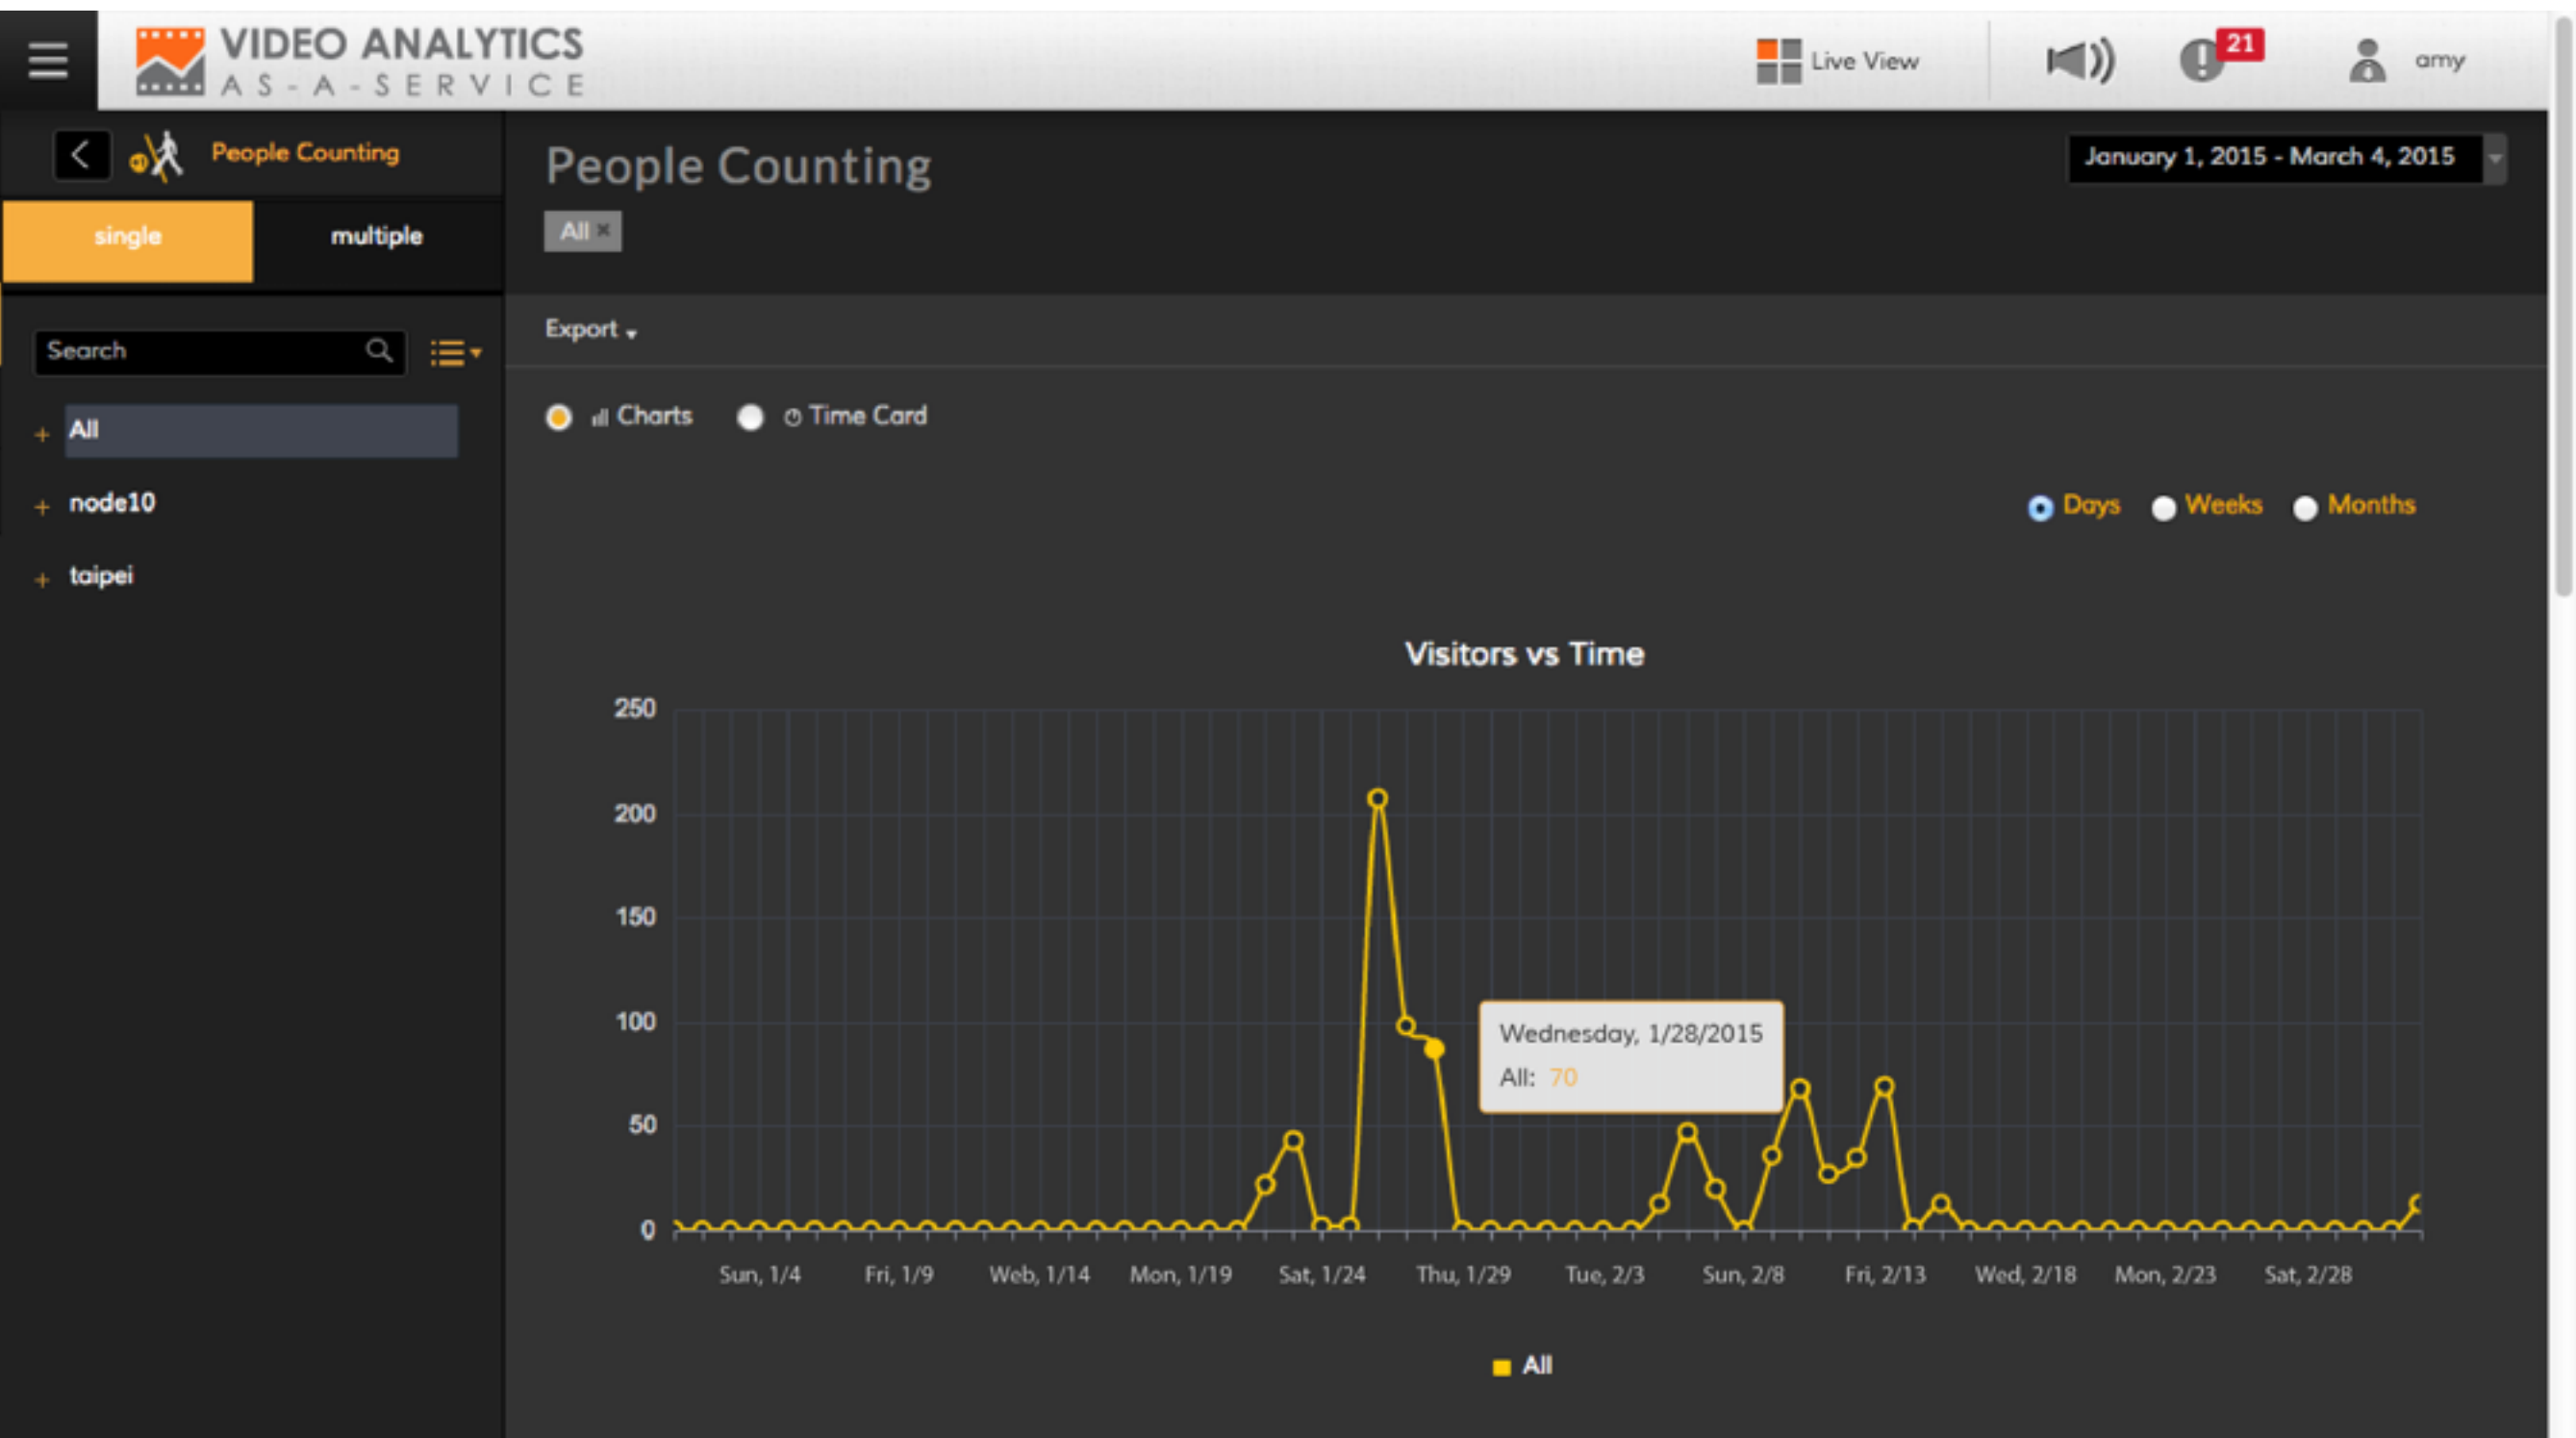 VIDEO ANALYTICS
AS-A-SERVICE
Live View
21
amy
People Counting
single
multiple
Search
All
node10
taipei
People Counting
January 1, 2015 - March 4, 2015
All
Export
Charts
Time Card
Days
Weeks
Months
Visitors vs Time
250
200
150
100
50
0
Wednesday, 1/28/2015
All: 70
Sun, 1/4
Fri, 1/9
Web, 1/14
Mon, 1/19
Sat, 1/24
Thu, 1/29
Tue, 2/3
Sun, 2/8
Fri, 2/13
Wed, 2/18
Mon, 2/23
Sat, 2/28
All